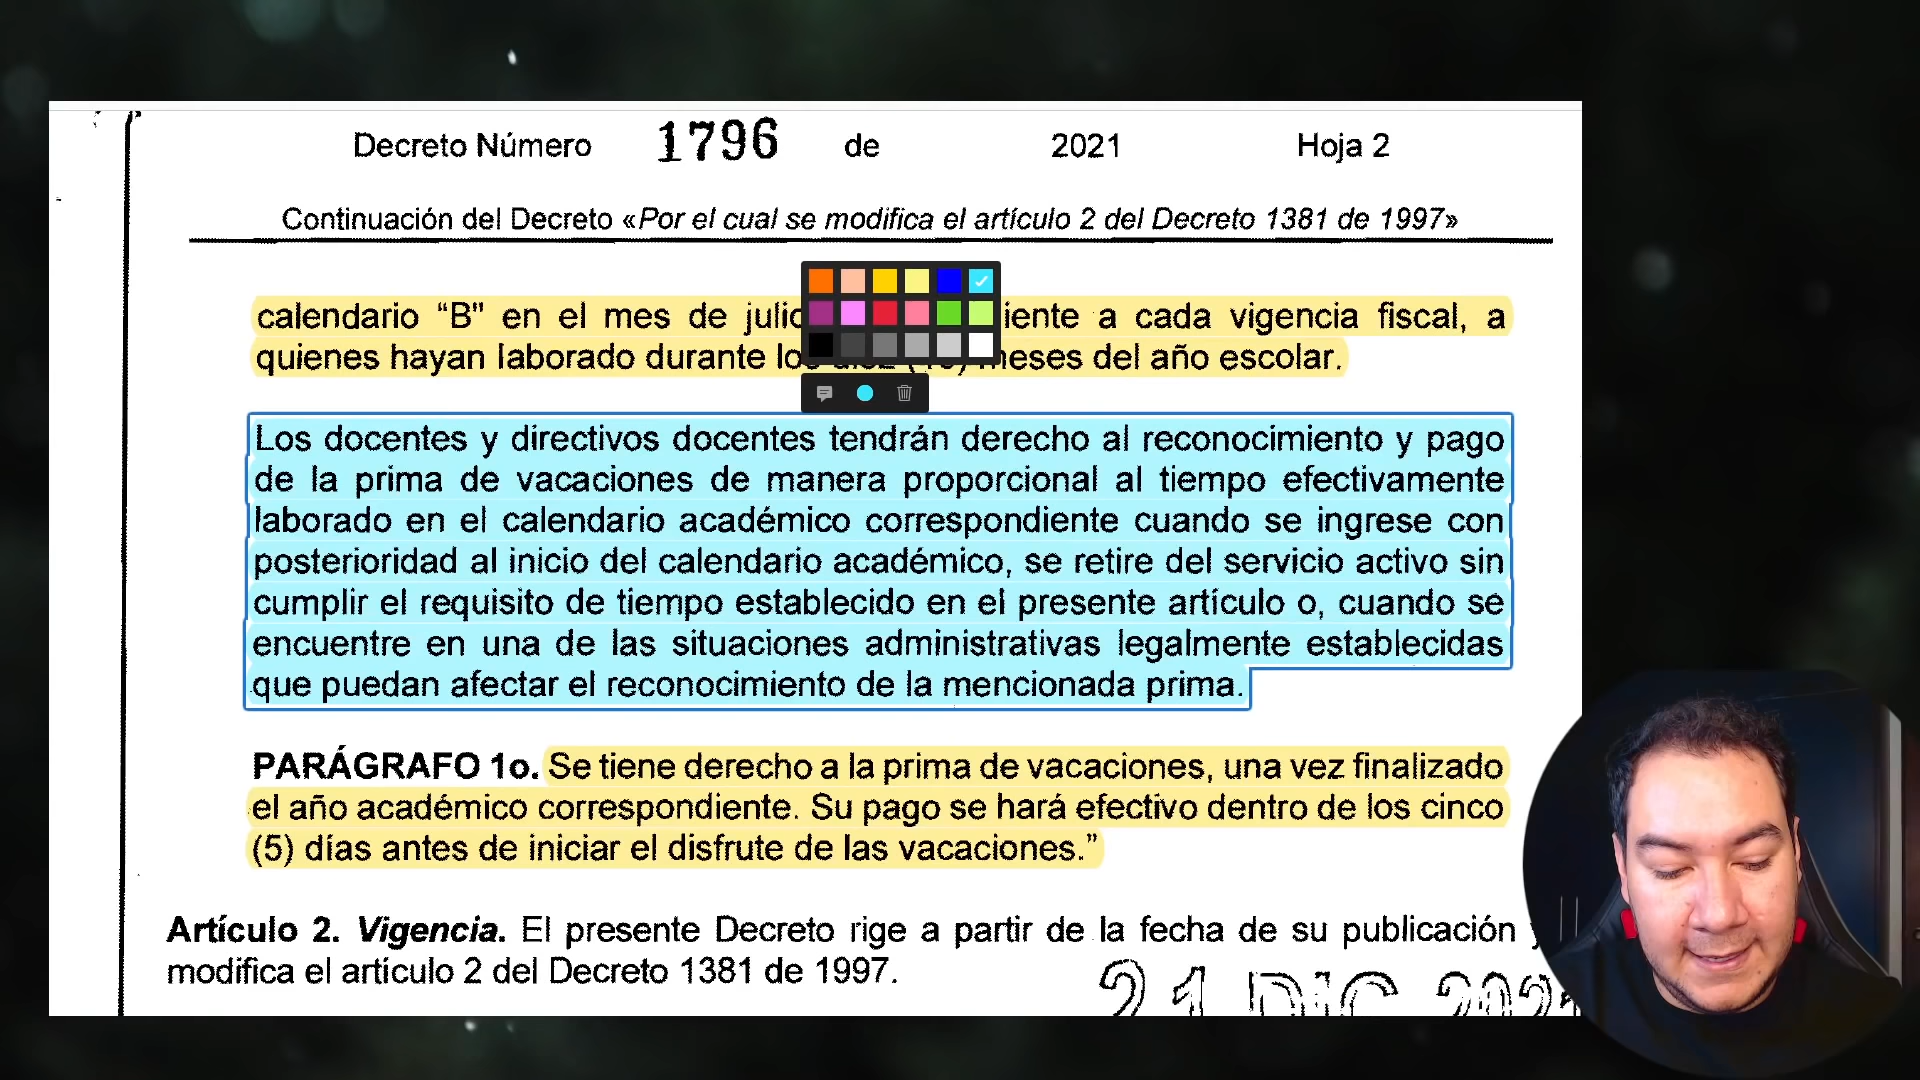 Decreto Número 1796 de 2021 Hoja 2
Continuación del Decreto «Por el cual se modifica el artículo 2 del Decreto 1381 de 1997»
calendario “B" en el mes de iente a cada vigencia fiscal, a
quienes hayan laborado durante meses del año escolar.
Los docentes y directivos docentes tendrán derecho al reconocimiento y pago
de la prima de vacaciones de manera proporcional al tiempo efectivamente
laborado en el calendario académico correspondiente cuando se ingrese con
posterioridad al inicio del calendario académico, se retire del servicio activo sin
cumplir el requisito de tiempo establecido en el presente artículo o, cuando se
encuentre en una de las situaciones administrativas legalmente establecidas
que puedan afectar el reconocimiento de la mencionada prima.
PARÁGRAFO 1o. Se tiene derecho a la prima de vacaciones, una vez finalizado
el año académico correspondiente. Su pago se hará efectivo dentro de los cinco
(5) días antes de iniciar el disfrute de las vacaciones.”
Artículo 2. Vigencia. El presente Decreto rige a partir de la fecha de su publicación y
modifica el artículo 2 del Decreto 1381 de 1997.
21 DIC 2021